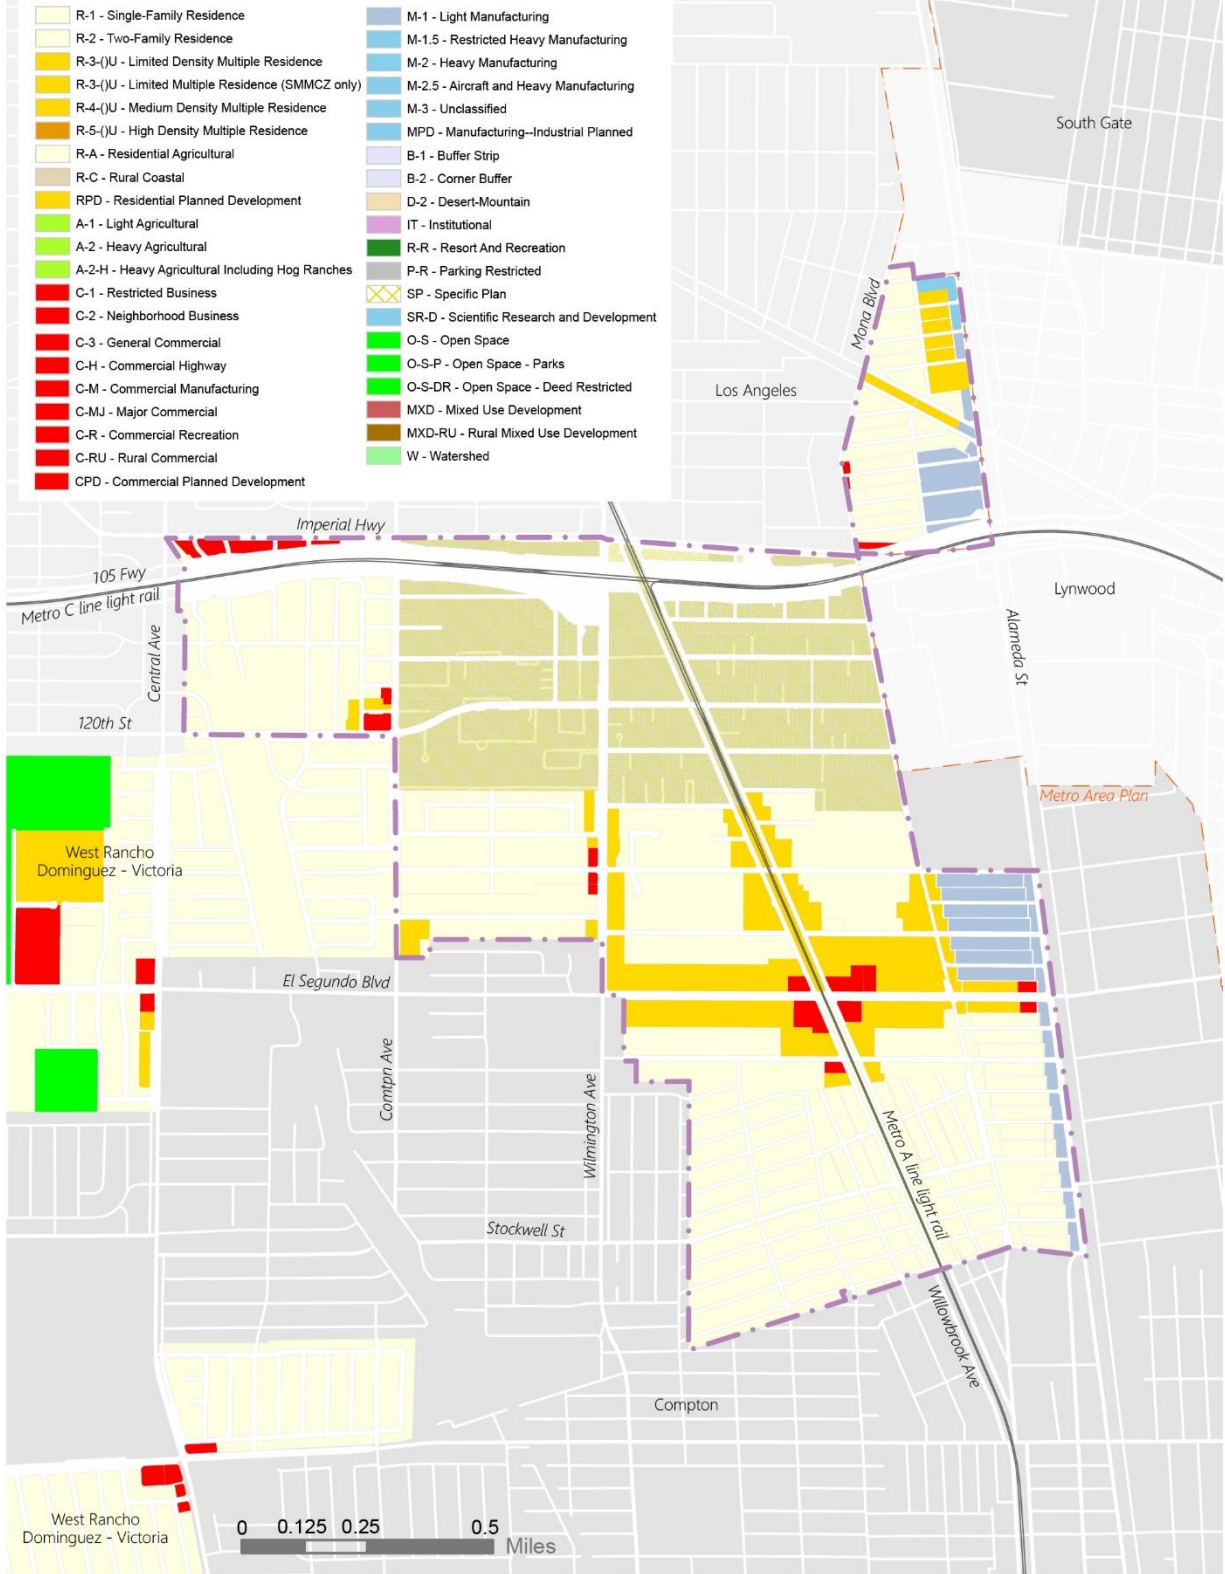 R-1 - Single-Family Residence
R-2 - Two-Family Residence
R-3-()U - Limited Density Multiple Residence
R-3-()U - Limited Multiple Residence (SMMCZ only)
R-4-()U - Medium Density Multiple Residence
R-5-()U - High Density Multiple Residence
R-A - Residential Agricultural
R-C - Rural Coastal
RPD - Residential Planned Development
A-1 - Light Agricultural
A-2 - Heavy Agricultural
A-2-H - Heavy Agricultural Including Hog Ranches
C-1 - Restricted Business
C-2 - Neighborhood Business
C-3 - General Commercial
C-H - Commercial Highway
C-M - Commercial Manufacturing
C-MJ - Major Commercial
C-R - Commercial Recreation
C-RU - Rural Commercial
CPD - Commercial Planned Development
M-1 - Light Manufacturing
M-1.5 - Restricted Heavy Manufacturing
M-2 - Heavy Manufacturing
M-2.5 - Aircraft and Heavy Manufacturing
M-3 - Unclassified
MPD - Manufacturing--Industrial Planned
B-1 - Buffer Strip
B-2 - Corner Buffer
D-2 - Desert-Mountain
IT - Institutional
R-R - Resort And Recreation
P-R - Parking Restricted
SP - Specific Plan
SR-D - Scientific Research and Development
O-S - Open Space
O-S-P - Open Space - Parks
O-S-DR - Open Space - Deed Restricted
MXD - Mixed Use Development
MXD-RU - Rural Mixed Use Development
W - Watershed
South Gate
Mona Blvd
Los Angeles
Imperial Hwy
105 Fwy
Metro C line light rail
Lynwood
Alameda St
Central Ave
120th St
Metro Area Plan
West Rancho
Dominguez - Victoria
El Segundo Blvd
Comtpn Ave
Wilmington Ave
Metro A line light rail
Stockwell St
Willowbrook Ave
Compton
West Rancho
Dominguez - Victoria
0 0.125 0.25 0.5
Miles